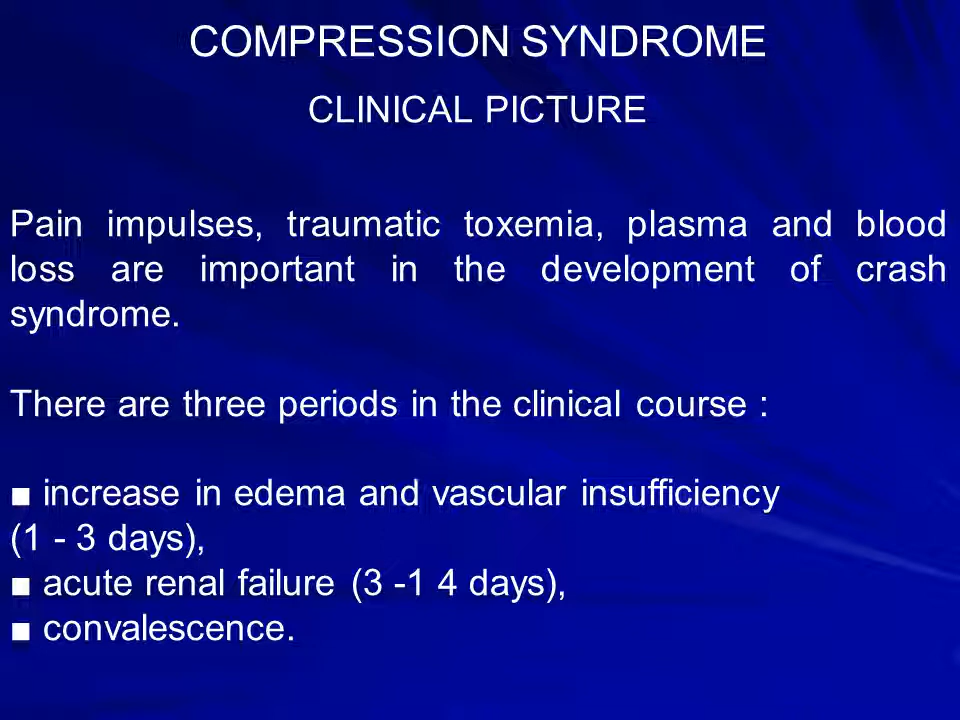 COMPRESSION SYNDROME
CLINICAL PICTURE
Pain impulses, traumatic toxemia, plasma and blood
loss are important in the development of crash
syndrome.
There are three periods in the clinical course :
■ increase in edema and vascular insufficiency
(1 - 3 days),
■ acute renal failure (3 -1 4 days),
■ convalescence.